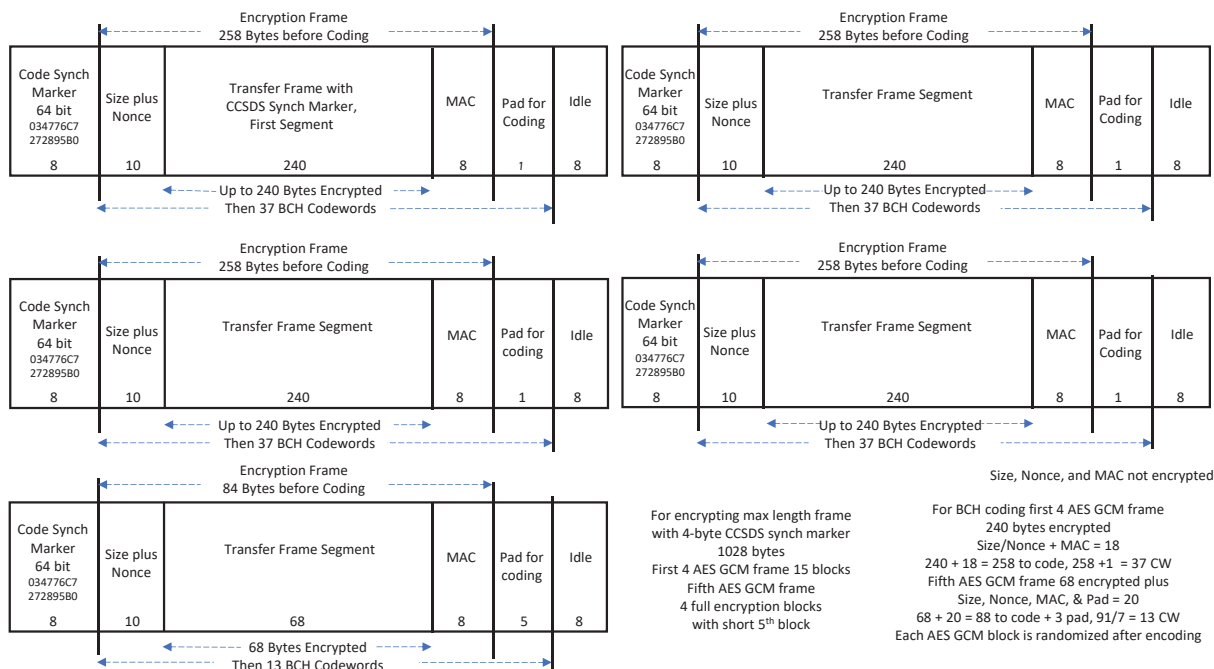 Encryption Frame
258 Bytes before Coding
Code Synch
Marker
64 bit
034776C7
272895B0
8
Size plus
Nonce
10
Transfer Frame with
CCSDS Synch Marker,
First Segment
240
MAC
8
Pad for
Coding
1
Idle
8
Up to 240 Bytes Encrypted
Then 37 BCH Codewords
Encryption Frame
258 Bytes before Coding
Code Synch
Marker
64 bit
034776C7
272895B0
8
Size plus
Nonce
10
Transfer Frame Segment
240
MAC
8
Pad for
Coding
1
Idle
8
Up to 240 Bytes Encrypted
Then 37 BCH Codewords
Encryption Frame
258 Bytes before Coding
Code Synch
Marker
64 bit
034776C7
272895B0
8
Size plus
Nonce
10
Transfer Frame Segment
240
MAC
8
Pad for
coding
1
Idle
8
Up to 240 Bytes Encrypted
Then 37 BCH Codewords
Encryption Frame
258 Bytes before Coding
Code Synch
Marker
64 bit
034776C7
272895B0
8
Size plus
Nonce
10
Transfer Frame Segment
240
MAC
8
Pad for
Coding
1
Idle
8
Up to 240 Bytes Encrypted
Then 37 BCH Codewords
Encryption Frame
84 Bytes before Coding
Code Synch
Marker
64 bit
034776C7
272895B0
8
Size plus
Nonce
10
Transfer Frame Segment
68
MAC
8
Pad for
coding
5
Idle
8
68 Bytes Encrypted
Then 13 BCH Codewords
For encrypting max length frame
with 4-byte CCSDS synch marker
1028 bytes
First 4 AES GCM frame 15 blocks
Fifth AES GCM frame
4 full encryption blocks
with short 5th block
Size, Nonce, and MAC not encrypted
For BCH coding first 4 AES GCM frame
240 bytes encrypted
Size/Nonce + MAC = 18
240 + 18 = 258 to code, 258 +1 = 37 CW
Fifth AES GCM frame 68 encrypted plus
Size, Nonce, MAC, & Pad = 20
68 + 20 = 88 to code + 3 pad, 91/7 = 13 CW
Each AES GCM block is randomized after encoding